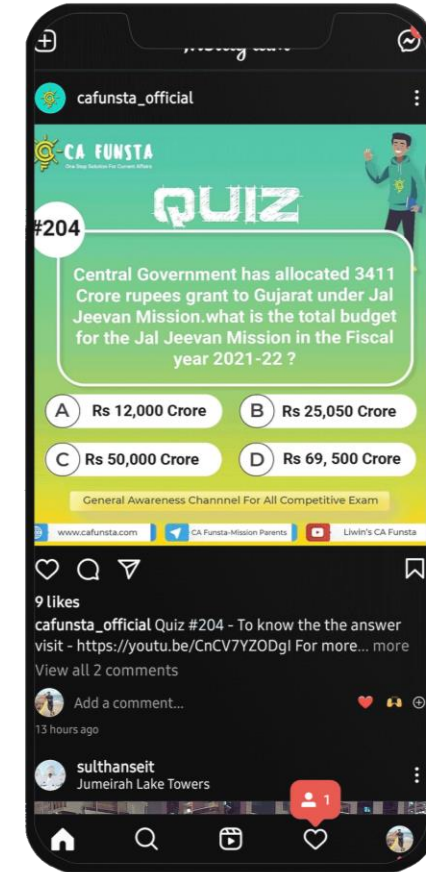 cafunsta_official
CA FUNSTA
One Stop Solution For Current Affairs
QUIZ
#204
Central Government has allocated 3411
Crore rupees grant to Gujarat under Jal
Jeevan Mission.what is the total budget
for the Jal Jeevan Mission in the Fiscal
year 2021-22 ?
A Rs 12,000 Crore
B Rs 25,050 Crore
C Rs 50,000 Crore
D Rs 69, 500 Crore
General Awareness Channnel For All Competitive Exam
www.cafunsta.com
CA Funsta-Mission Parents
Liwin's CA Funsta
9 likes
cafunsta_official Quiz #204 - To know the the answer
visit - https://youtu.be/CnCV7YZODgI For more... more
View all 2 comments
Add a comment...
13 hours ago
sulthanseit
Jumeirah Lake Towers
1